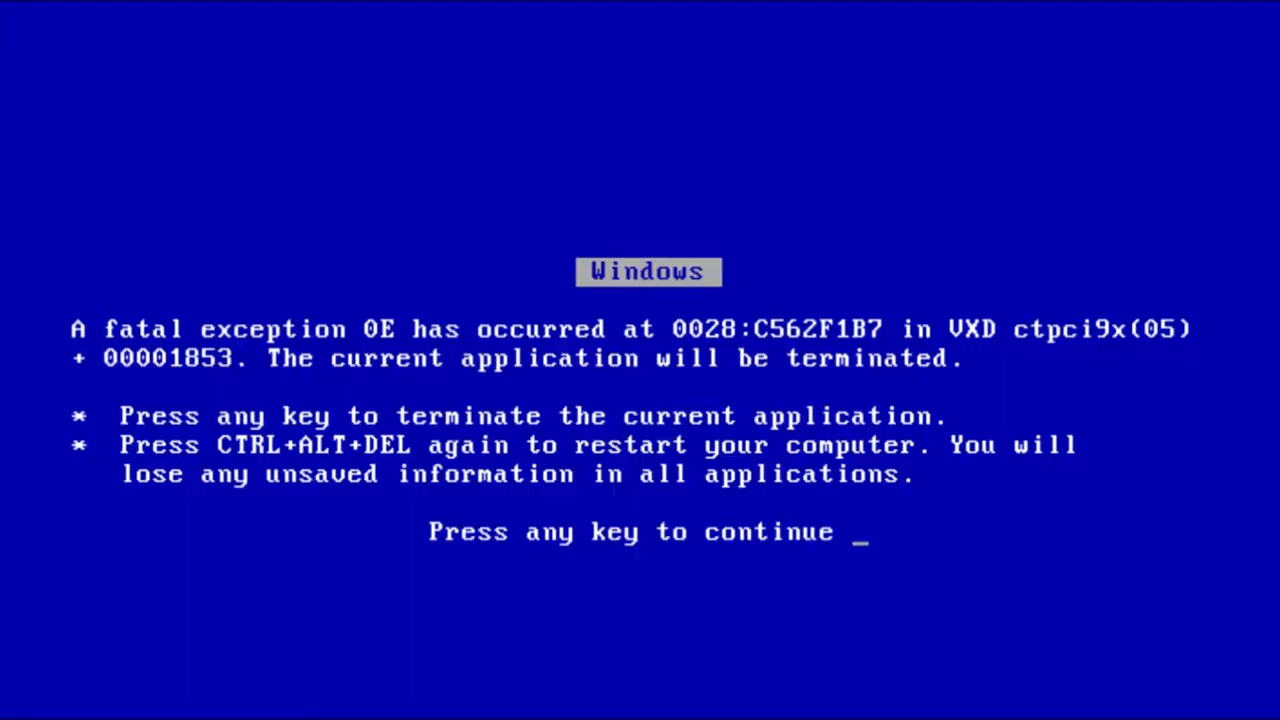 Windows
A fatal exception 0E has occurred at 0028:C562F1B7 in VXD ctpci9x(05)
+ 00001853. The current application will be terminated.
* Press any key to terminate the current application.
* Press CTRL+ALT+DEL again to restart your computer. You will
lose any unsaved information in all applications.
Press any key to continue _